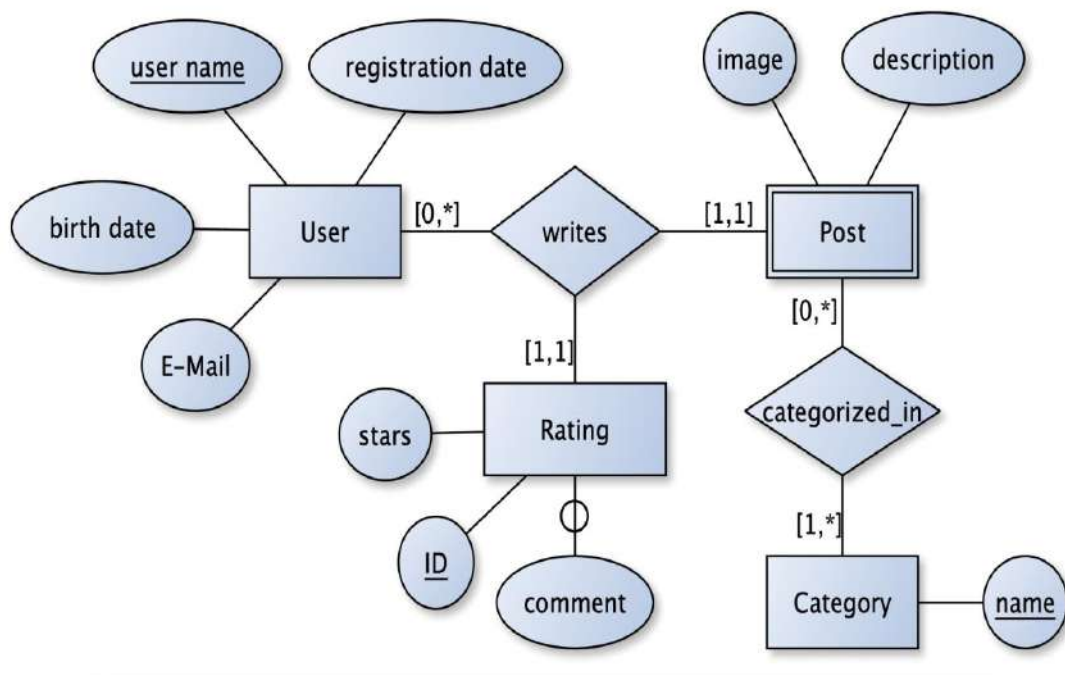 user name
registration date
image
description
birth date
User
[0,*]
writes
[1,1]
Post
E-Mail
[1,1]
[0,*]
stars
Rating
categorized_in
ID
comment
[1,*]
Category
name